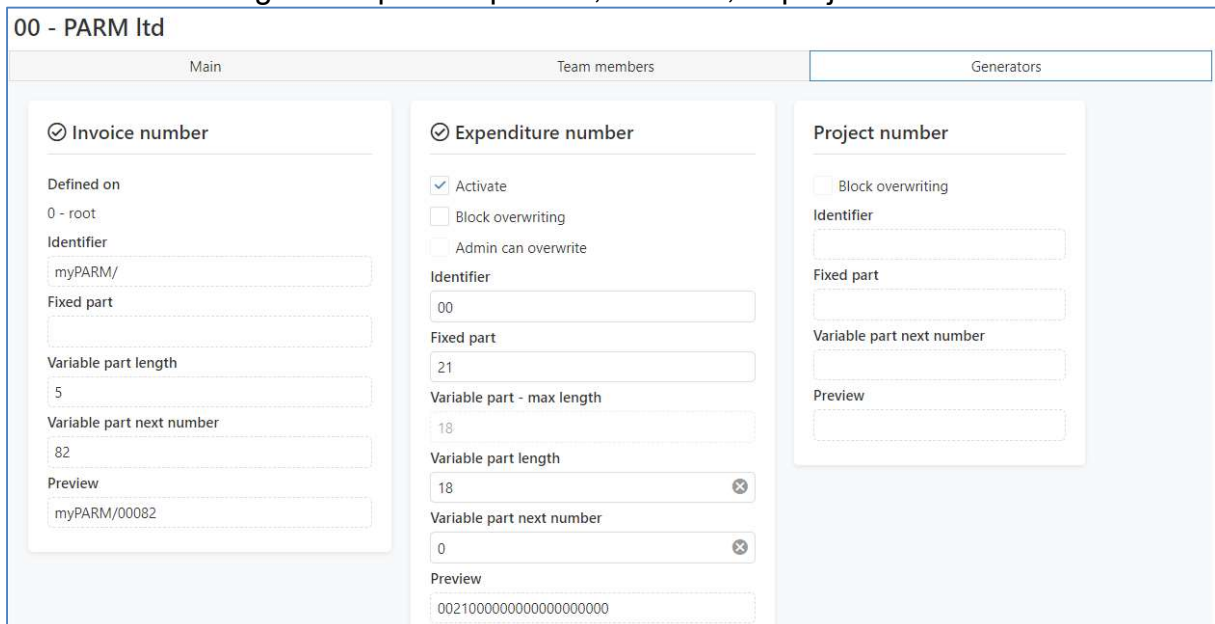 00 - PARM ltd
Main
Team members
Generators
Invoice number
Defined on
0 - root
Identifier
myPARM/
Fixed part
Variable part length
5
Variable part next number
82
Preview
myPARM/00082
Expenditure number
Activate
Block overwriting
Admin can overwrite
Identifier
00
Fixed part
21
Variable part - max length
18
Variable part length
18
Variable part next number
0
Preview
0021000000000000000000
Project number
Block overwriting
Identifier
Fixed part
Variable part next number
Preview